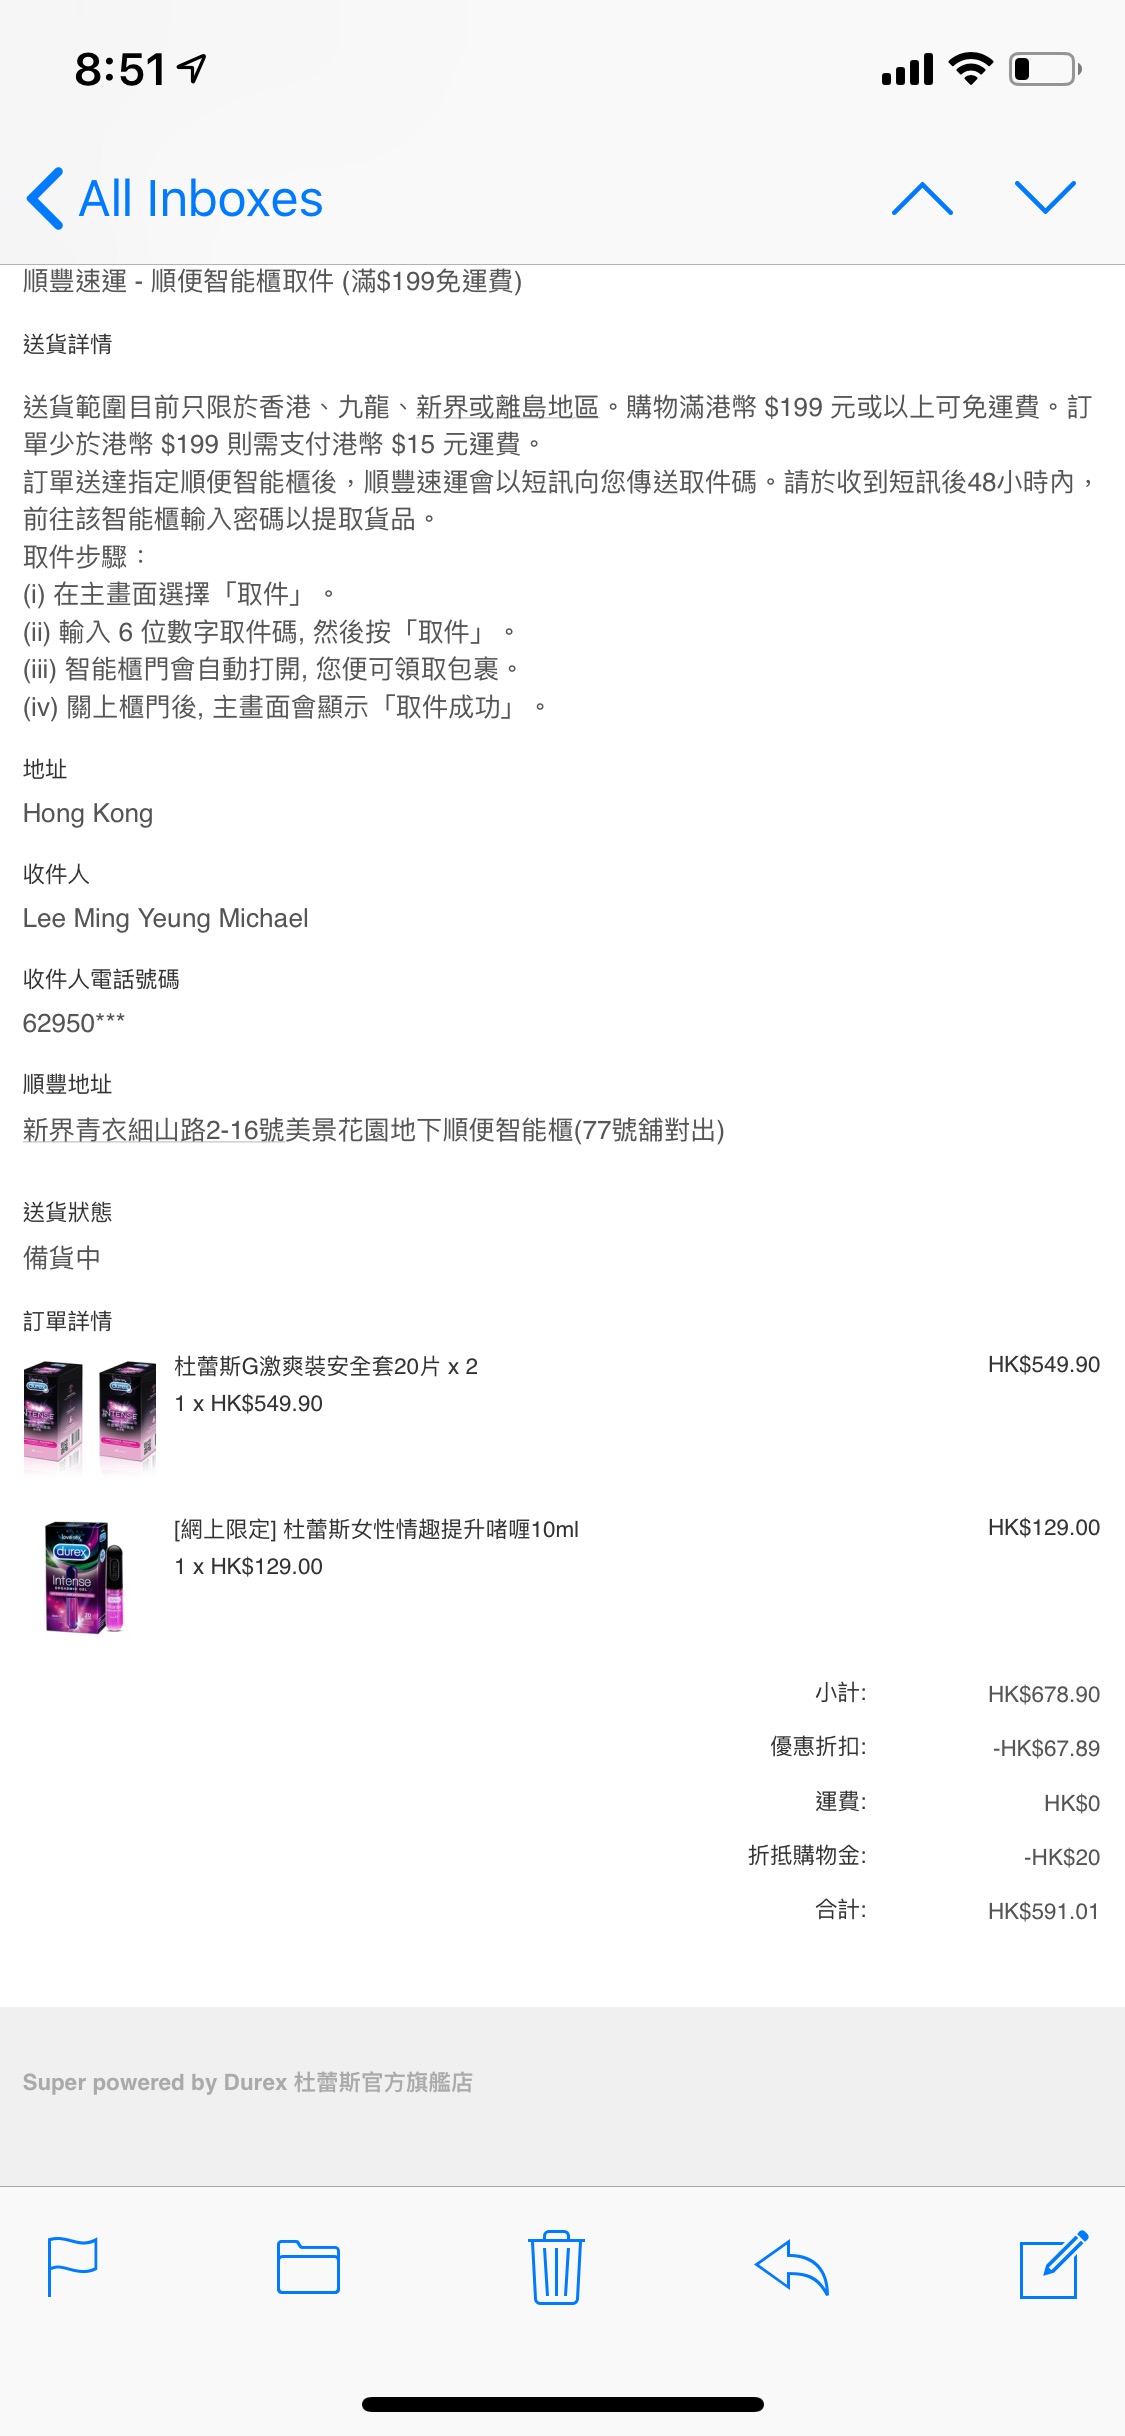 8:51
All Inboxes
順豐速運 - 順便智能櫃取件 (滿$199免運費)
送貨詳情
送貨範圍目前只限於香港、九龍、新界或離島地區。購物滿港幣 $199 元或以上可免運費。訂
單少於港幣 $199 則需支付港幣 $15 元運費。
訂單送達指定順便智能櫃後，順豐速運會以短訊向您傳送取件碼。請於收到短訊後48小時內，
前往該智能櫃輸入密碼以提取貨品。
取件步驟：
(i) 在主畫面選擇「取件」。
(ii) 輸入 6 位數字取件碼, 然後按「取件」。
(iii) 智能櫃門會自動打開, 您便可領取包裹。
(iv) 關上櫃門後, 主畫面會顯示「取件成功」。
地址
Hong Kong
收件人
Lee Ming Yeung Michael
收件人電話號碼
62950***
順豐地址
新界青衣細山路2-16號美景花園地下順便智能櫃(77號舖對出)
送貨狀態
備貨中
訂單詳情
durex
INTENSE
durex
INTENSE
杜蕾斯G激爽裝安全套20片 x 2 HK$549.90
1 x HK$549.90
durex
Intense
ORGASMIC GEL
[網上限定] 杜蕾斯女性情趣提升啫喱10ml HK$129.00
1 x HK$129.00
小計: HK$678.90
優惠折扣: -HK$67.89
運費: HK$0
折抵購物金: -HK$20
合計: HK$591.01
Super powered by Durex 杜蕾斯官方旗艦店